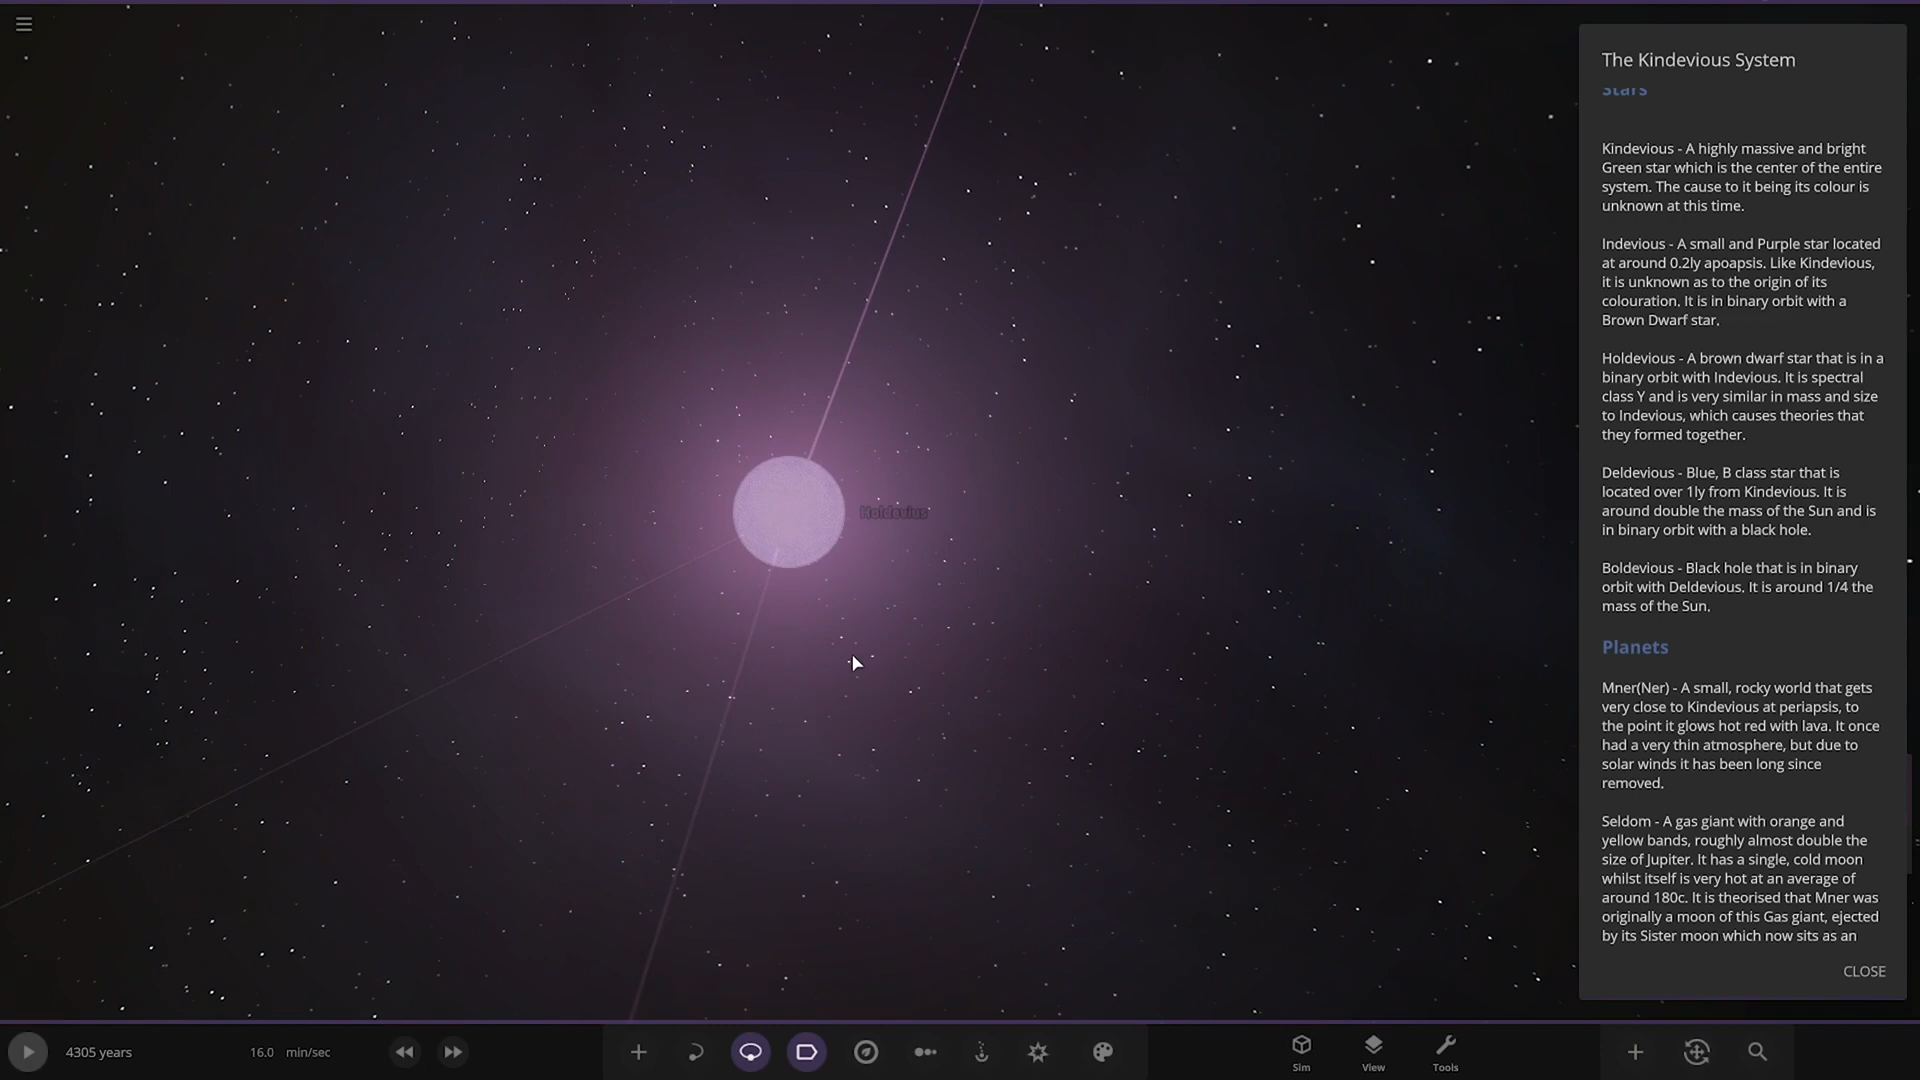 The Kindevious System
Stars
Kindevious - A highly massive and bright
Green star which is the center of the entire
system. The cause to it being its colour is
unknown at this time.
Indevious - A small and Purple star located
at around 0.2ly apoapsis. Like Kindevious,
it is unknown as to the origin of its
colouration. It is in binary orbit with a
Brown Dwarf star.
Holdevious - A brown dwarf star that is in a
binary orbit with Indevious. It is spectral
class Y and is very similar in mass and size
to Indevious, which causes theories that
they formed together.
Deldevious - Blue, B class star that is
located over 1ly from Kindevious. It is
around double the mass of the Sun and is
in binary orbit with a black hole.
Boldevious - Black hole that is in binary
orbit with Deldevious. It is around 1/4 the
mass of the Sun.
Planets
Mner(Ner) - A small, rocky world that gets
very close to Kindevious at periapsis, to
the point it glows hot red with lava. It once
had a very thin atmosphere, but due to
solar winds it has been long since
removed.
Seldom - A gas giant with orange and
yellow bands, roughly almost double the
size of Jupiter. It has a single, cold moon
whilst itself is very hot at an average of
around 180c. It is theorised that Mner was
originally a moon of this Gas giant, ejected
by its Sister moon which now sits as an
CLOSE
Holdevius
4305 years
16.0 min/sec
Sim
View
Tools